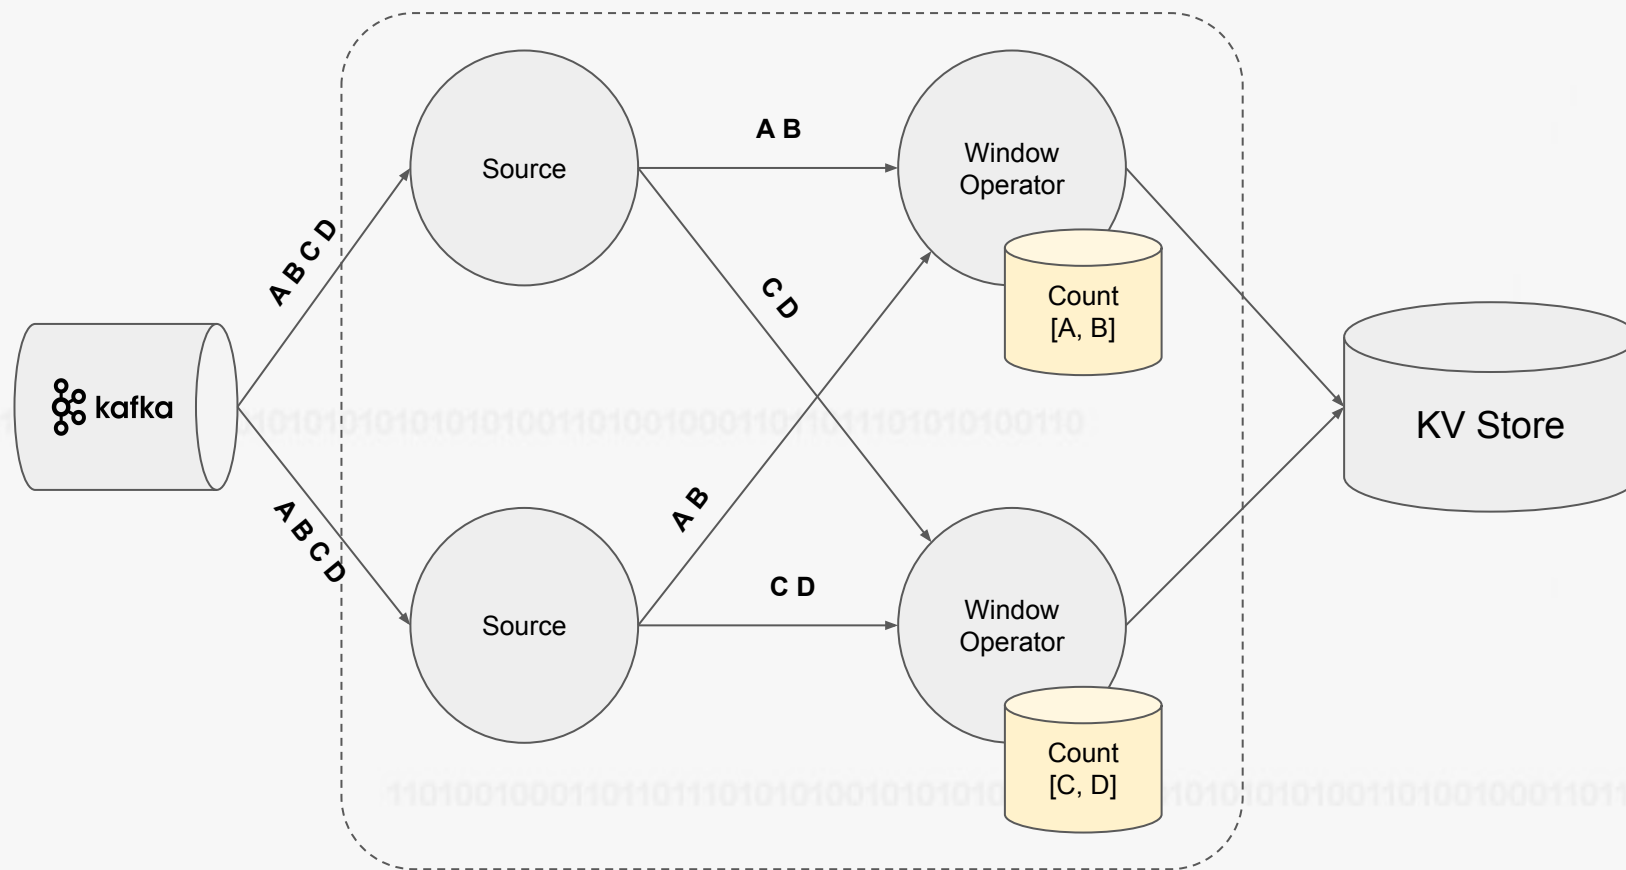 Source
A B
Window
Operator
A B C D
C D
Count
[A, B]
kafka
KV Store
A B
A B C D
Source
C D
Window
Operator
Count
[C, D]